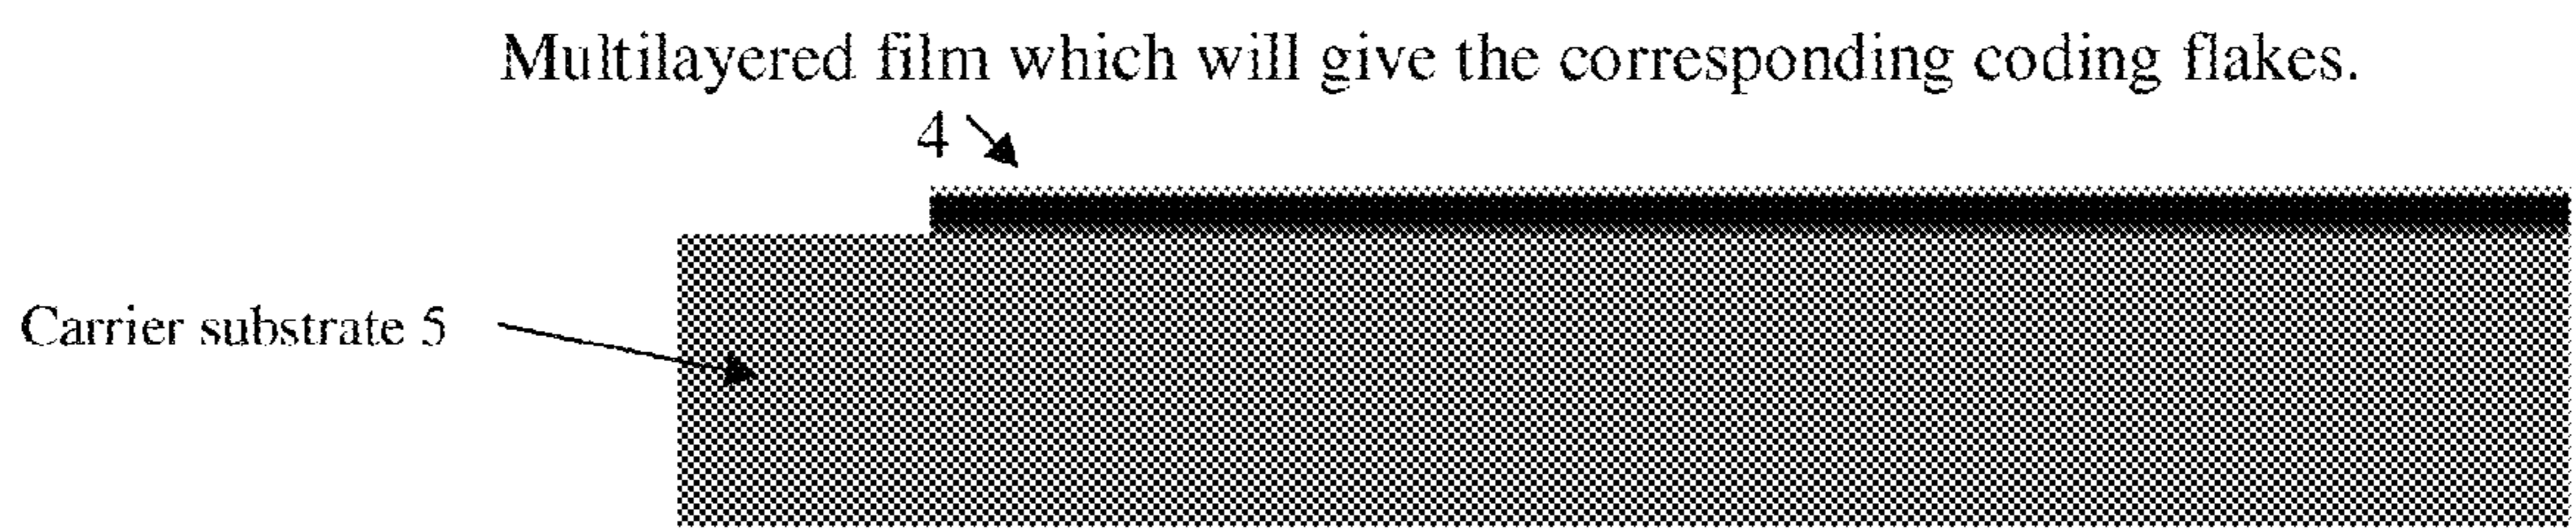 Multilayered film which will give the corresponding coding flakes.
4
Carrier substrate 5